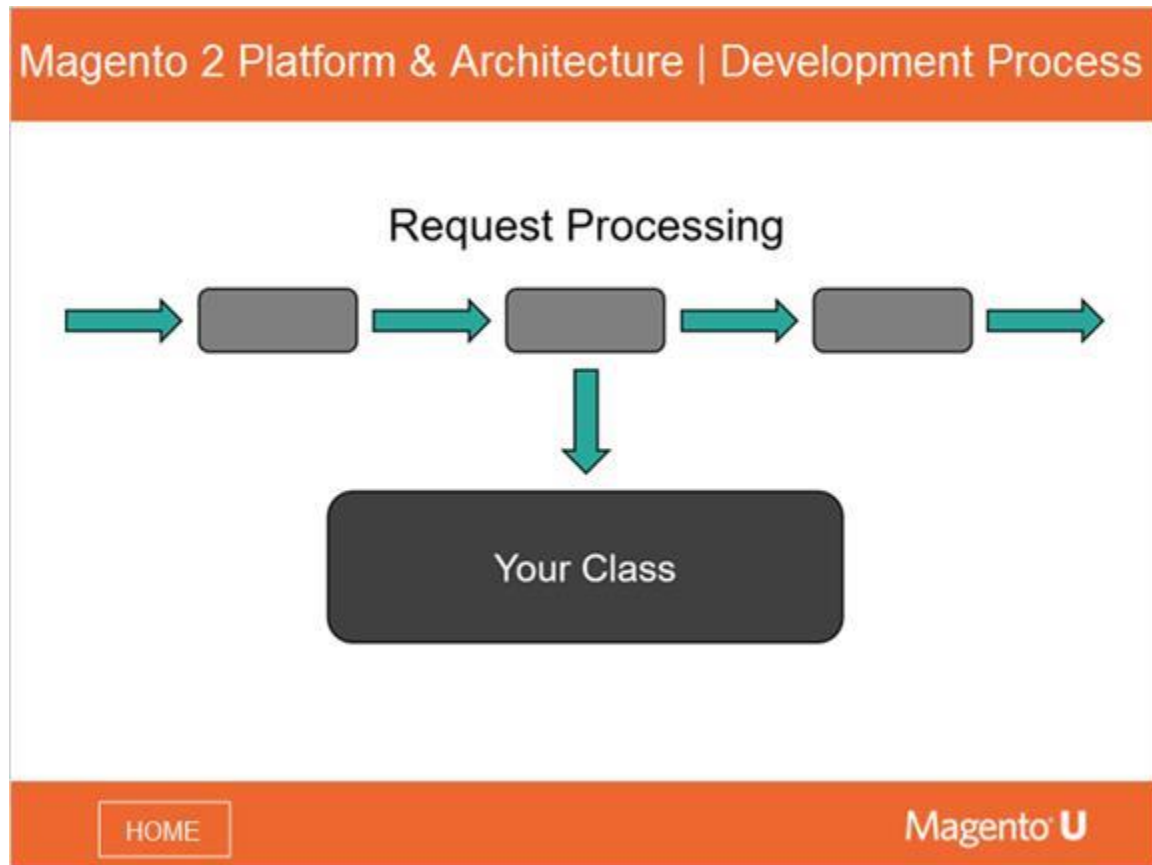 Magento 2 Platform & Architecture | Development Process
Request Processing
Your Class
HOME
Magento U